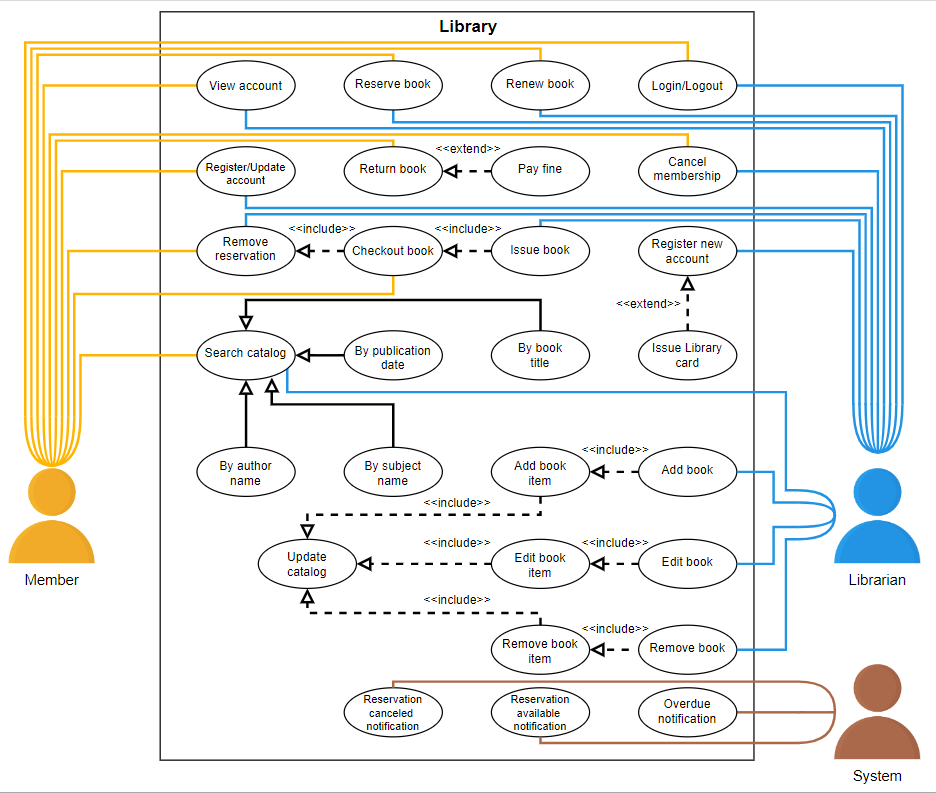 Library
View account
Reserve book
Renew book
Login/Logout
Register/Update
account
Return book
<<extend>>
Pay fine
Cancel
membership
Remove
reservation
<<include>>
Checkout book
<<include>>
Issue book
Register new
account
<<extend>>
Search catalog
By publication
date
By book
title
Issue Library
card
By author
name
By subject
name
Add book
item
<<include>>
Add book
<<include>>
Update
catalog
<<include>>
Edit book
item
<<include>>
Edit book
<<include>>
Remove book
item
<<include>>
Remove book
Reservation
canceled
notification
Reservation
available
notification
Overdue
notification
Member
Librarian
System